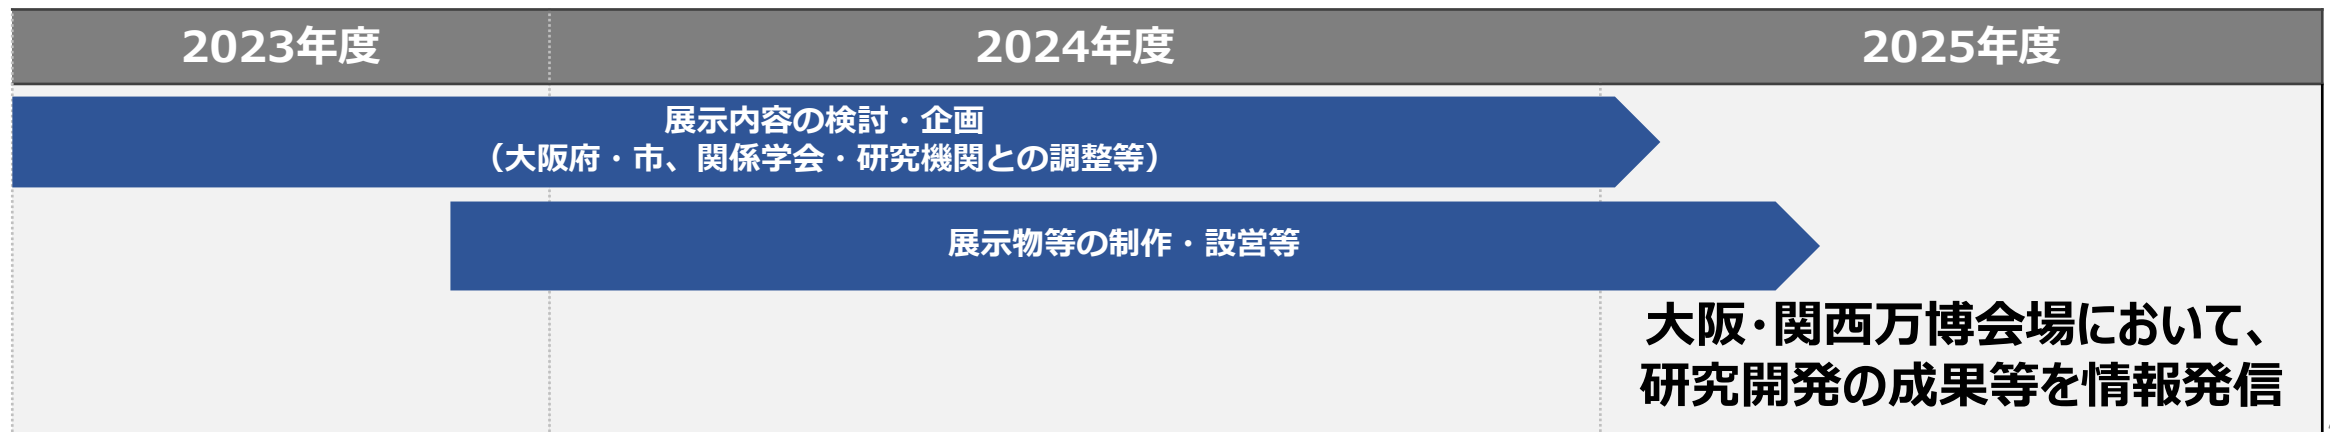 2023年度 2024年度 2025年度
展示内容の検討・企画
（大阪府・市、関係学会・研究機関との調整等）
展示物等の制作・設営等
大阪・関西万博会場において、
研究開発の成果等を情報発信